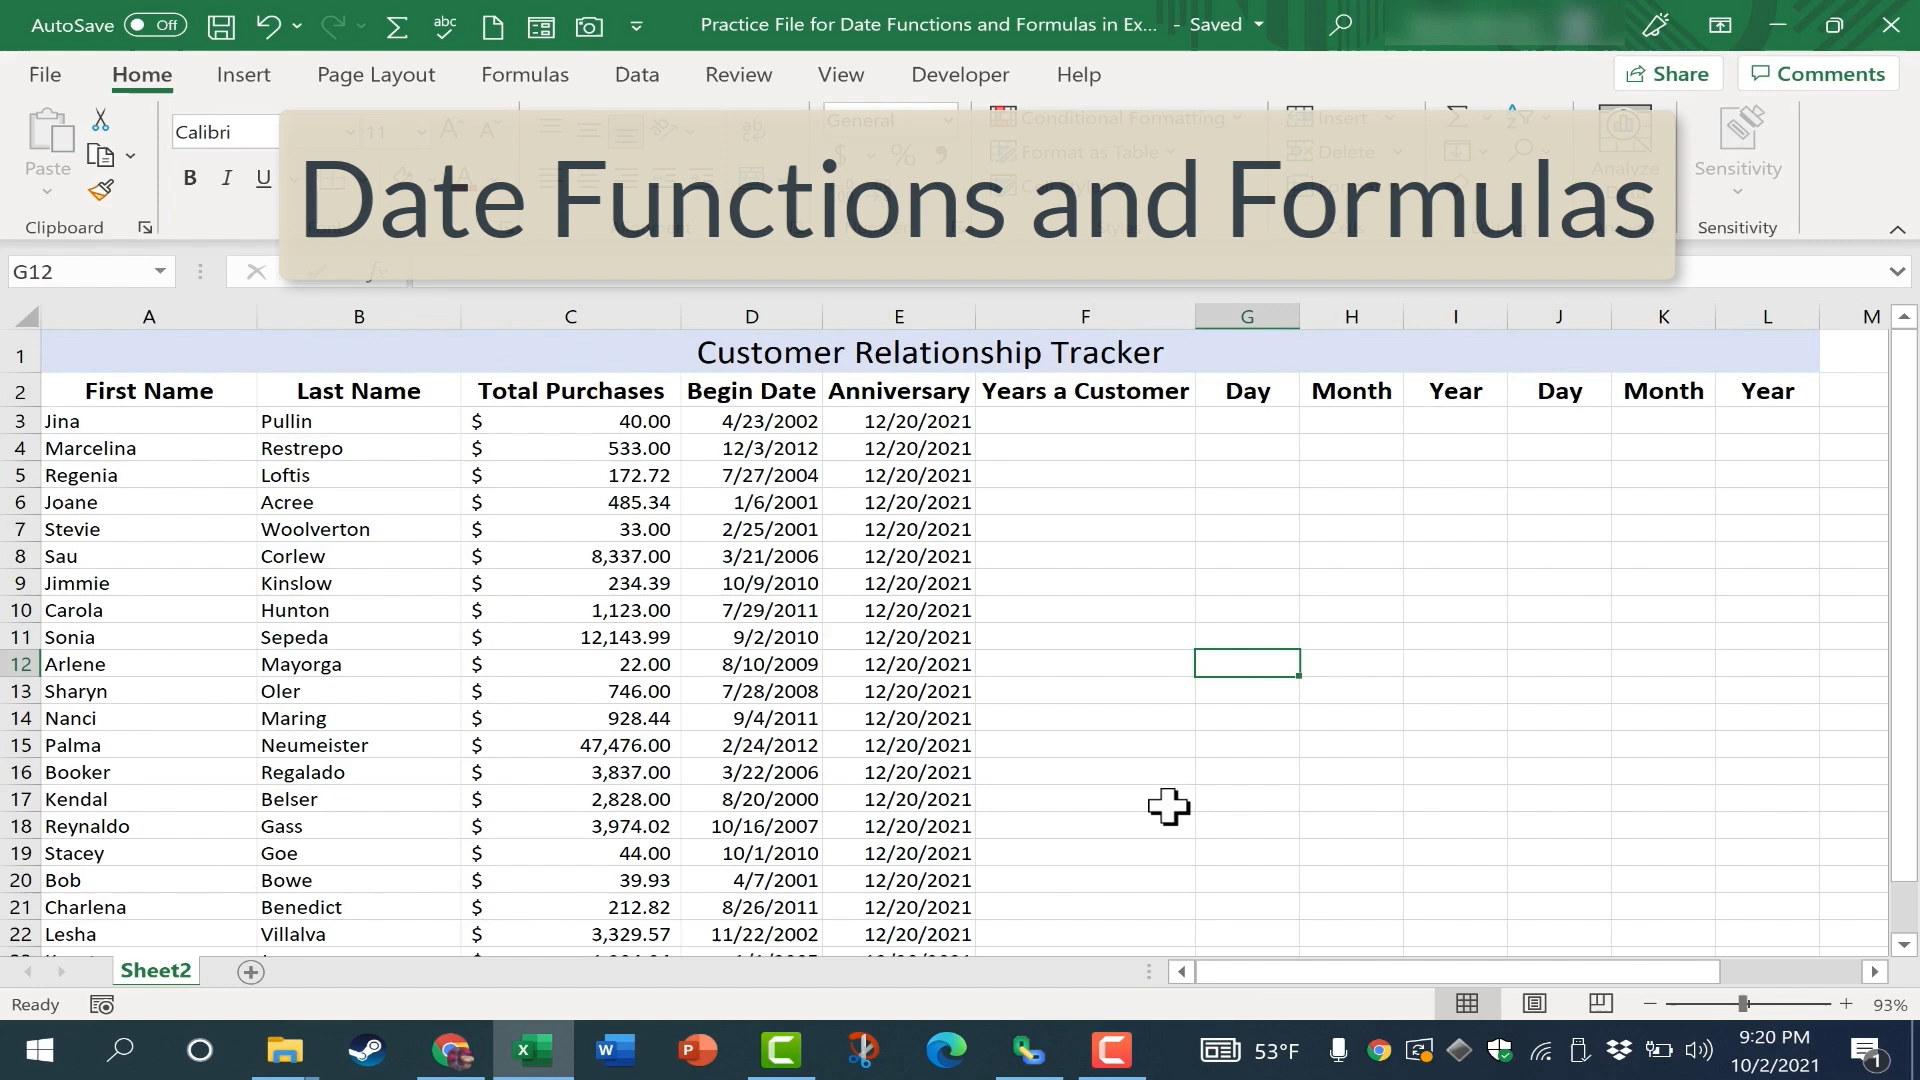 AutoSave Off abc Practice File for Date Functions and Formulas in Ex... - Saved
File Home Insert Page Layout Formulas Data Review View Developer Help Share Comments
Calibri 11 General Conditional Formatting Insert
Paste Format as Table Delete Analyze Sensitivity
B I U $ %
Clipboard Sensitivity
Date Functions and Formulas
G12
A B C D E F G H I J K L M
1 Customer Relationship Tracker
2 First Name Last Name Total Purchases Begin Date Anniversary Years a Customer Day Month Year Day Month Year
3 Jina Pullin $ 40.00 4/23/2002 12/20/2021
4 Marcelina Restrepo $ 533.00 12/3/2012 12/20/2021
5 Regenia Loftis $ 172.72 7/27/2004 12/20/2021
6 Joane Acree $ 485.34 1/6/2001 12/20/2021
7 Stevie Woolverton $ 33.00 2/25/2001 12/20/2021
8 Sau Corlew $ 8,337.00 3/21/2006 12/20/2021
9 Jimmie Kinslow $ 234.39 10/9/2010 12/20/2021
10 Carola Hunton $ 1,123.00 7/29/2011 12/20/2021
11 Sonia Sepeda $ 12,143.99 9/2/2010 12/20/2021
12 Arlene Mayorga $ 22.00 8/10/2009 12/20/2021
13 Sharyn Oler $ 746.00 7/28/2008 12/20/2021
14 Nanci Maring $ 928.44 9/4/2011 12/20/2021
15 Palma Neumeister $ 47,476.00 2/24/2012 12/20/2021
16 Booker Regalado $ 3,837.00 3/22/2006 12/20/2021
17 Kendal Belser $ 2,828.00 8/20/2000 12/20/2021
18 Reynaldo Gass $ 3,974.02 10/16/2007 12/20/2021
19 Stacey Goe $ 44.00 10/1/2010 12/20/2021
20 Bob Bowe $ 39.93 4/7/2001 12/20/2021
21 Charlena Benedict $ 212.82 8/26/2011 12/20/2021
22 Lesha Villalva $ 3,329.57 11/22/2002 12/20/2021
Sheet2
Ready 93%
53°F 9:20 PM
10/2/2021 1